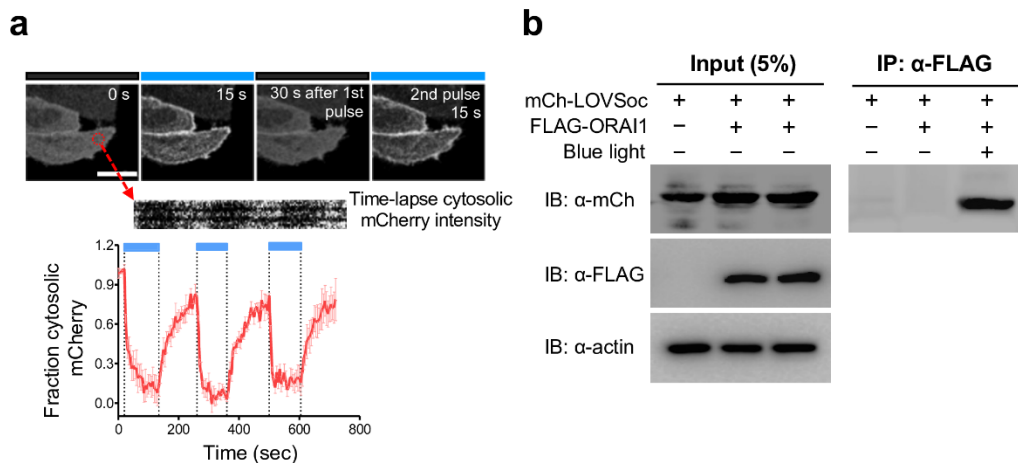 a
0 s
15 s
30 s after 1st
pulse
2nd pulse
15 s
Time-lapse cytosolic
mCherry intensity
Fraction cytosolic
mCherry
1.2
0.9
0.6
0.3
0.0
0 200 400 600 800
Time (sec)
b
Input (5%) IP: α-FLAG
mCh-LOVSoc + + + + + +
FLAG-ORAI1 – + + – + +
Blue light – – – – – +
IB: α-mCh
IB: α-FLAG
IB: α-actin